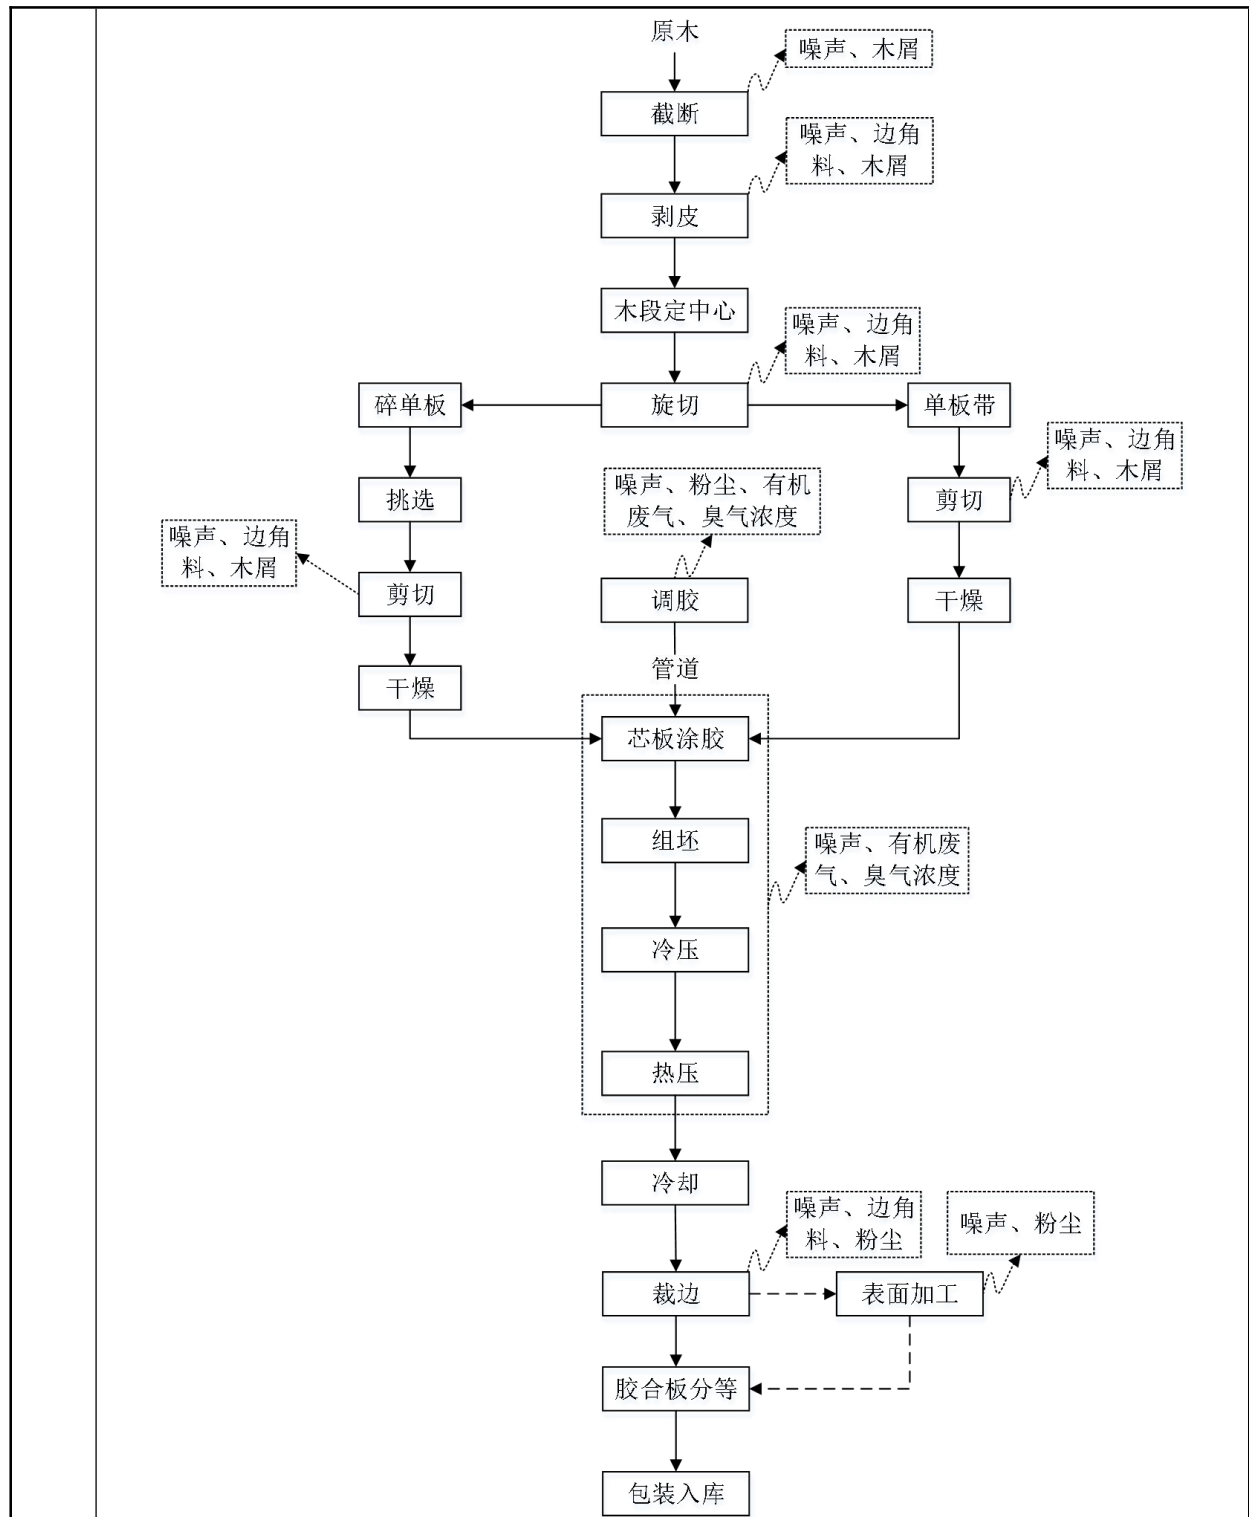 原木
噪声、木屑
截断
噪声、边角
料、木屑
剥皮
木段定中心
噪声、边角
料、木屑
碎单板
旋切
单板带
噪声、边角
料、木屑
挑选
噪声、粉尘、有机
废气、臭气浓度
剪切
噪声、边角
料、木屑
剪切
调胶
干燥
管道
干燥
芯板涂胶
组坯
噪声、有机废
气、臭气浓度
冷压
热压
冷却
噪声、边角
料、粉尘
噪声、粉尘
裁边
表面加工
胶合板分等
包装入库